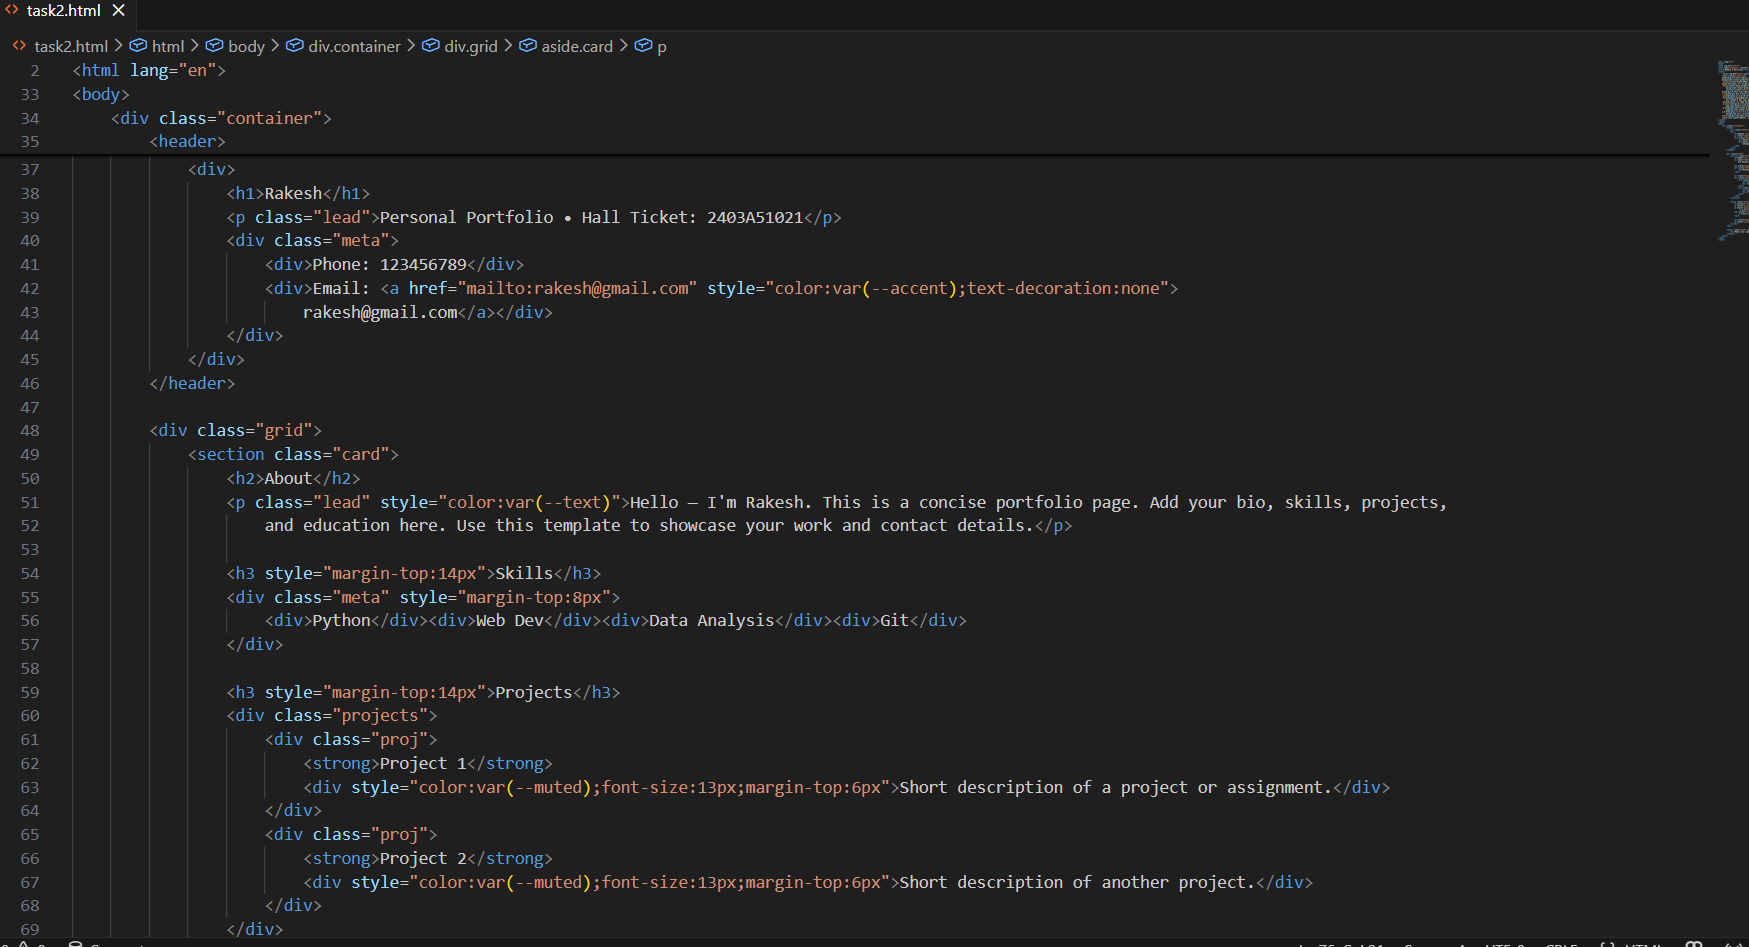 task2.html
task2.html > html > body > div.container > div.grid > aside.card > p
2 <html lang="en">
33 <body>
34 <div class="container">
35 <header>
37 <div>
38 <h1>Rakesh</h1>
39 <p class="lead">Personal Portfolio • Hall Ticket: 2403A51021</p>
40 <div class="meta">
41 <div>Phone: 123456789</div>
42 <div>Email: <a href="mailto:rakesh@gmail.com" style="color:var(--accent);text-decoration:none">
43 rakesh@gmail.com</a></div>
44 </div>
45 </div>
46 </header>
47
48 <div class="grid">
49 <section class="card">
50 <h2>About</h2>
51 <p class="lead" style="color:var(--text)">Hello — I'm Rakesh. This is a concise portfolio page. Add your bio, skills, projects,
52 and education here. Use this template to showcase your work and contact details.</p>
53
54 <h3 style="margin-top:14px">Skills</h3>
55 <div class="meta" style="margin-top:8px">
56 <div>Python</div><div>Web Dev</div><div>Data Analysis</div><div>Git</div>
57 </div>
58
59 <h3 style="margin-top:14px">Projects</h3>
60 <div class="projects">
61 <div class="proj">
62 <strong>Project 1</strong>
63 <div style="color:var(--muted);font-size:13px;margin-top:6px">Short description of a project or assignment.</div>
64 </div>
65 <div class="proj">
66 <strong>Project 2</strong>
67 <div style="color:var(--muted);font-size:13px;margin-top:6px">Short description of another project.</div>
68 </div>
69 </div>